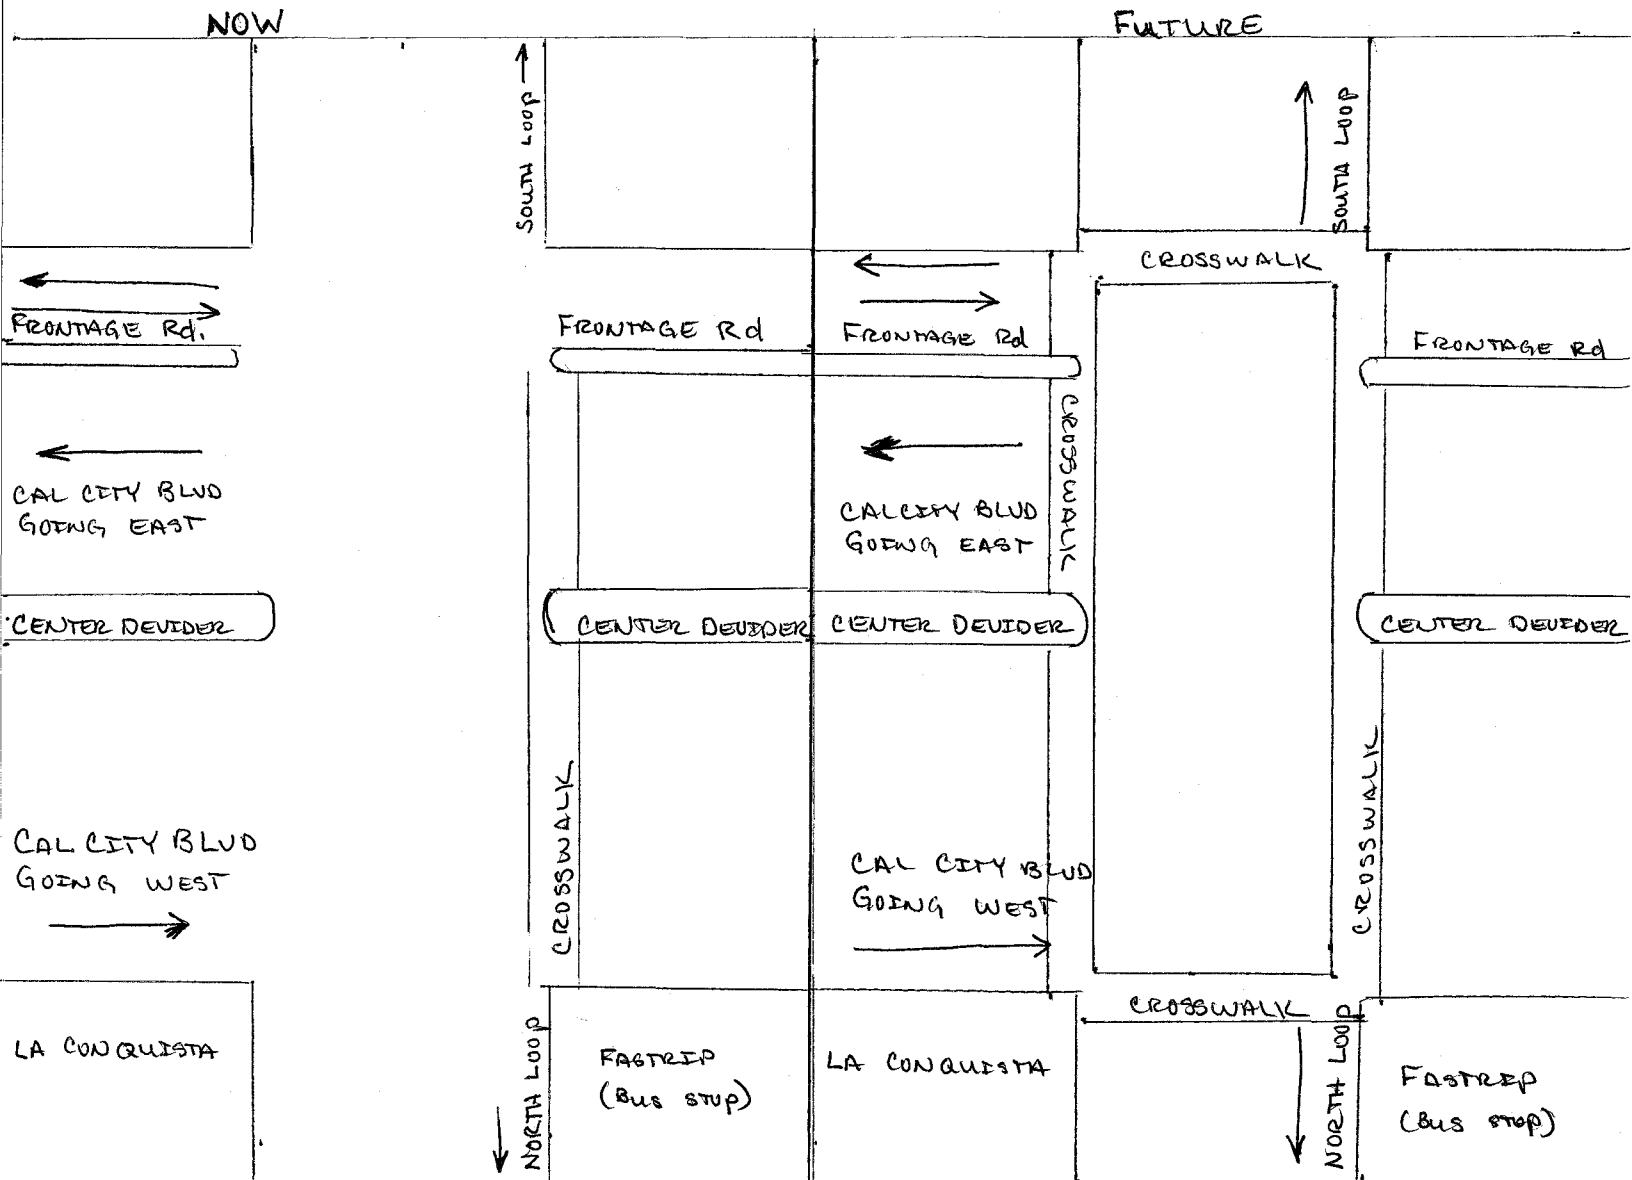 NOW
SOUTH LOOP
FRONTAGE Rd.
FRONTAGE Rd
CAL CITY BLVD
GOING EAST
CENTER DEVIDER
CENTER DEVIDER
CROSSWALK
CAL CITY BLVD
GOING WEST
LA CONQUISTA
NORTH LOOP
FASTRIP
(BUS STOP)
FUTURE
SOUTH LOOP
CROSSWALK
FRONTAGE Rd
FRONTAGE Rd
CROSSWALK
CAL CITY BLVD
GOING EAST
CENTER DEVIDER
CENTER DEVIDER
CROSSWALK
CAL CITY BLVD
GOING WEST
CROSSWALK
LA CONQUISTA
NORTH LOOP
FASTRIP
(BUS STOP)